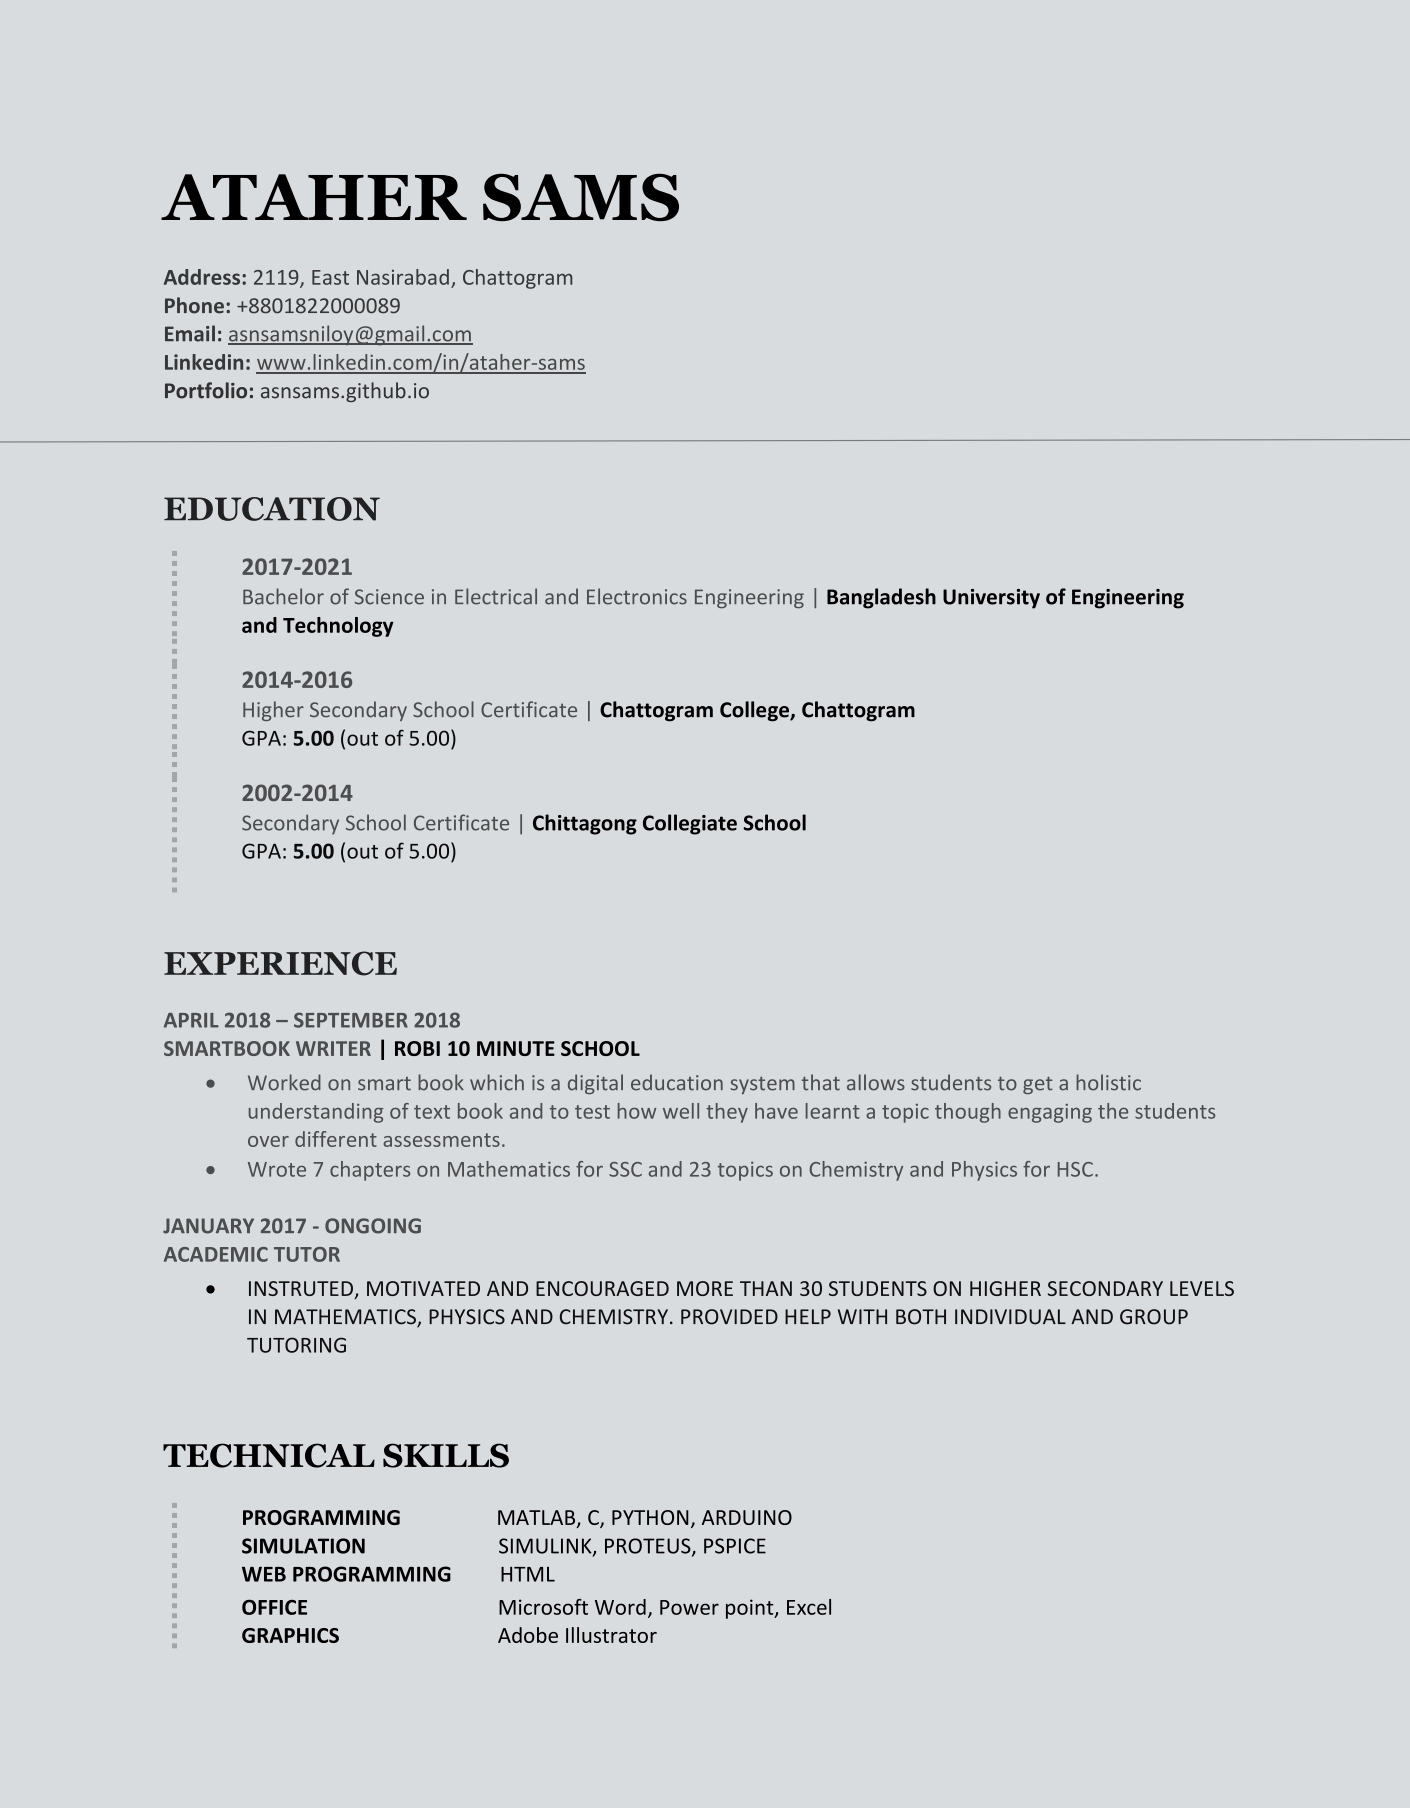 ATAHER SAMS
Address: 2119, East Nasirabad, Chattogram
Phone: +8801822000089
Email: asnsamsniloy@gmail.com
Linkedin: www.linkedin.com/in/ataher-sams
Portfolio: asnsams.github.io
EDUCATION
2017-2021
Bachelor of Science in Electrical and Electronics Engineering | Bangladesh University of Engineering
and Technology
2014-2016
Higher Secondary School Certificate | Chattogram College, Chattogram
GPA: 5.00 (out of 5.00)
2002-2014
Secondary School Certificate | Chittagong Collegiate School
GPA: 5.00 (out of 5.00)
EXPERIENCE
APRIL 2018 – SEPTEMBER 2018
SMARTBOOK WRITER | ROBI 10 MINUTE SCHOOL
• Worked on smart book which is a digital education system that allows students to get a holistic
understanding of text book and to test how well they have learnt a topic though engaging the students
over different assessments.
• Wrote 7 chapters on Mathematics for SSC and 23 topics on Chemistry and Physics for HSC.
JANUARY 2017 - ONGOING
ACADEMIC TUTOR
• INSTRUTED, MOTIVATED AND ENCOURAGED MORE THAN 30 STUDENTS ON HIGHER SECONDARY LEVELS
IN MATHEMATICS, PHYSICS AND CHEMISTRY. PROVIDED HELP WITH BOTH INDIVIDUAL AND GROUP
TUTORING
TECHNICAL SKILLS
PROGRAMMING MATLAB, C, PYTHON, ARDUINO
SIMULATION SIMULINK, PROTEUS, PSPICE
WEB PROGRAMMING HTML
OFFICE Microsoft Word, Power point, Excel
GRAPHICS Adobe Illustrator